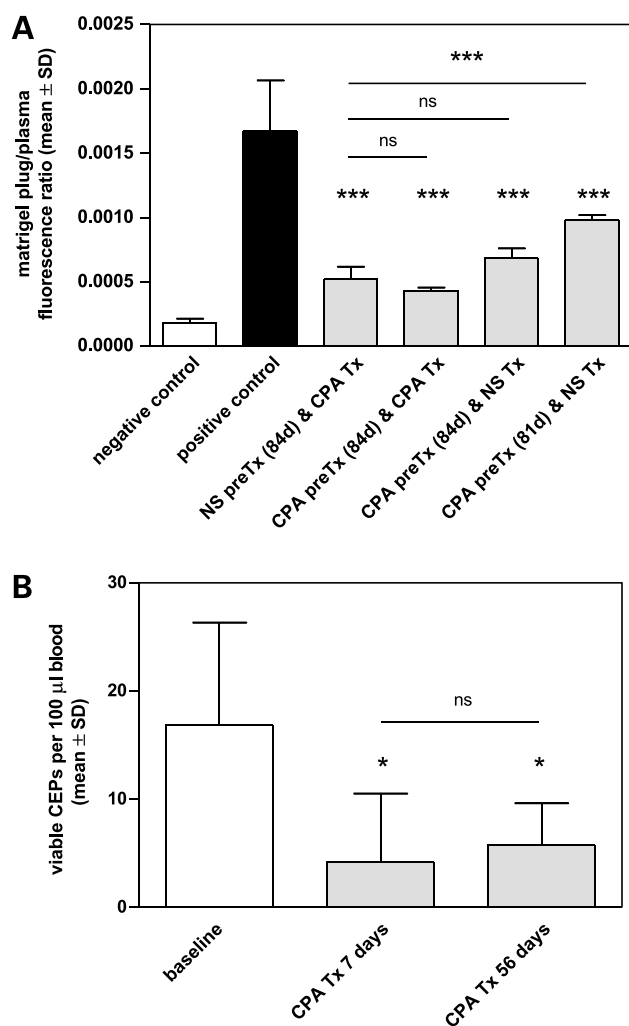 A
matrigel plug/plasma
fluorescence ratio (mean ± SD)
0.0025
0.0020
0.0015
0.0010
0.0005
0.0000
***
ns
ns
***
***
***
***
negative control
positive control
NS preTx (84d) & CPA Tx
CPA preTx (84d) & CPA Tx
CPA preTx (84d) & NS Tx
CPA preTx (81d) & NS Tx
B
viable CEPs per 100 µl blood
(mean ± SD)
30
20
10
0
ns
*
*
baseline
CPA Tx 7 days
CPA Tx 56 days